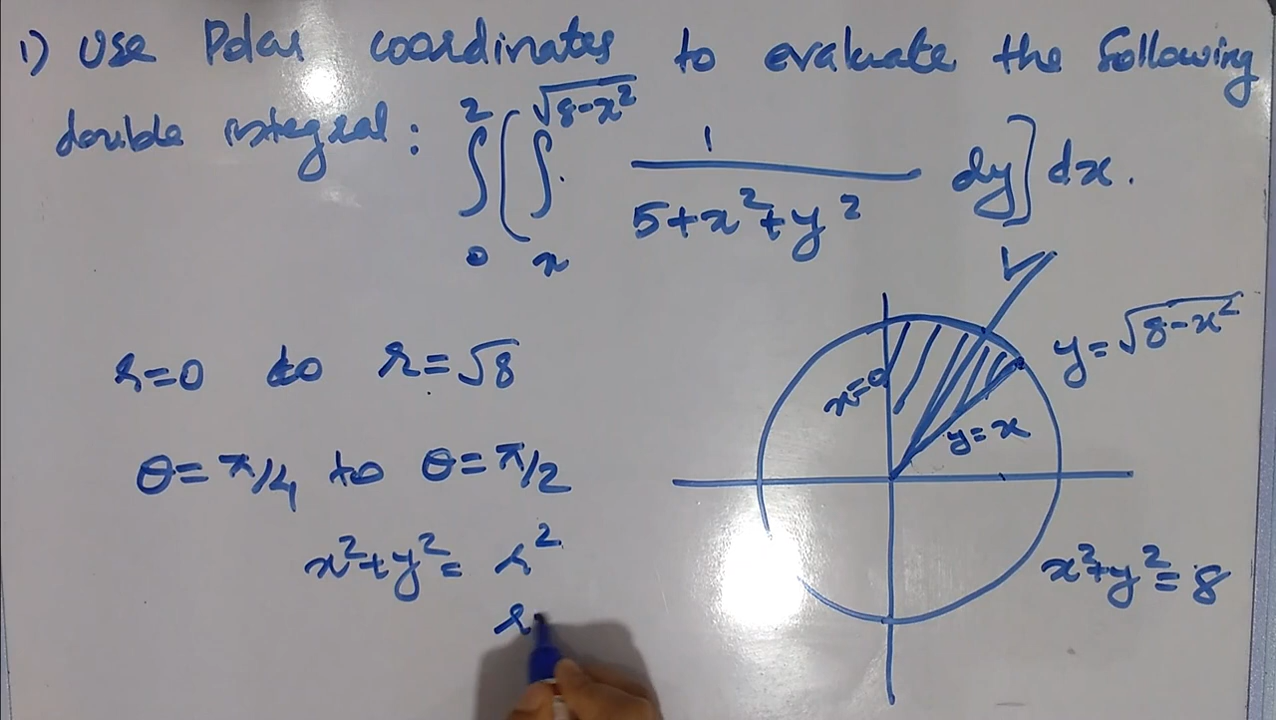 1) Use Polar coordinates to evaluate the following
double integral: ∫₀² [∫ₓ^√(8-x²) 1/(5+x²+y²) dy] dx.
r=0 to r=√8
θ=π/4 to θ=π/2
x²+y²= r²
r
x=0
y=x
y=√(8-x²)
x²+y²=8